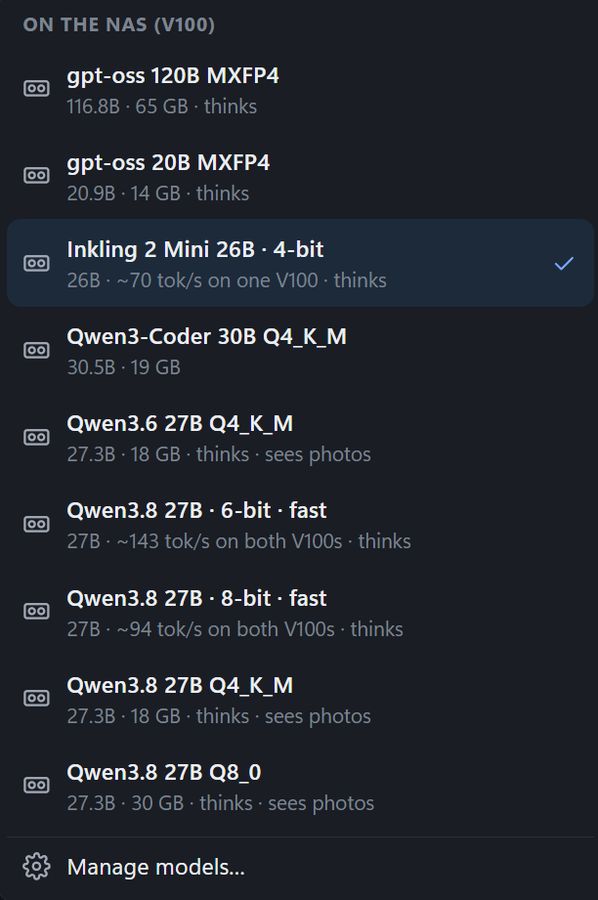 ON THE NAS (V100)
gpt-oss 120B MXFP4
116.8B · 65 GB · thinks
gpt-oss 20B MXFP4
20.9B · 14 GB · thinks
Inkling 2 Mini 26B · 4-bit
26B · ~70 tok/s on one V100 · thinks
Qwen3-Coder 30B Q4_K_M
30.5B · 19 GB
Qwen3.6 27B Q4_K_M
27.3B · 18 GB · thinks · sees photos
Qwen3.8 27B · 6-bit · fast
27B · ~143 tok/s on both V100s · thinks
Qwen3.8 27B · 8-bit · fast
27B · ~94 tok/s on both V100s · thinks
Qwen3.8 27B Q4_K_M
27.3B · 18 GB · thinks · sees photos
Qwen3.8 27B Q8_0
27.3B · 30 GB · thinks · sees photos
Manage models...